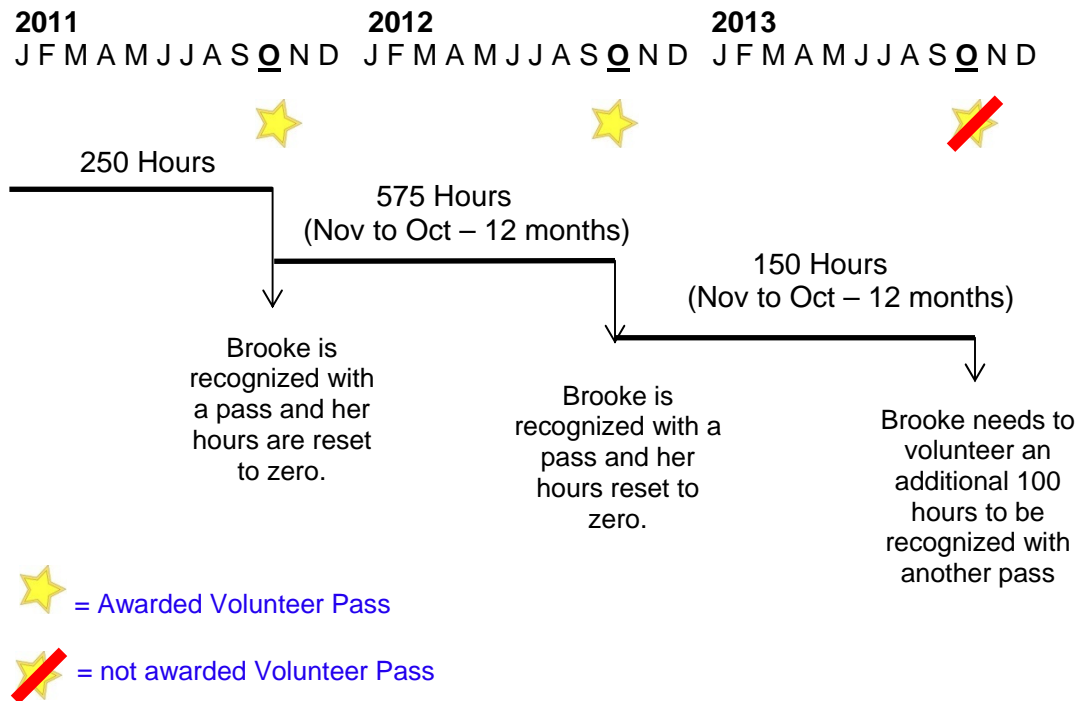 2011 2012 2013
J F M A M J J A S O N D J F M A M J J A S O N D J F M A M J J A S O N D
250 Hours
575 Hours
(Nov to Oct – 12 months)
150 Hours
(Nov to Oct – 12 months)
Brooke is
recognized with
a pass and her
hours are reset
to zero.
Brooke is
recognized with a
pass and her
hours reset to
zero.
Brooke needs to
volunteer an
additional 100
hours to be
recognized with
another pass
= Awarded Volunteer Pass
= not awarded Volunteer Pass